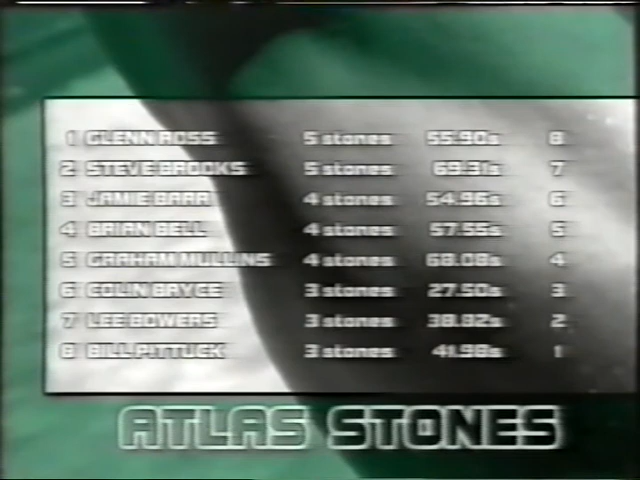 1 GLENN ROSS 5 stones 55.90s 8
2 STEVE BROOKS 5 stones 69.31s 7
3 JAMIE BARR 4 stones 54.96s 6
4 BRIAN BELL 4 stones 57.55s 5
5 GRAHAM MULLINS 4 stones 68.08s 4
6 COLIN BRYCE 3 stones 27.50s 3
7 LEE BOWERS 3 stones 38.82s 2
8 BILL PITTUCK 3 stones 41.98s 1
ATLAS STONES